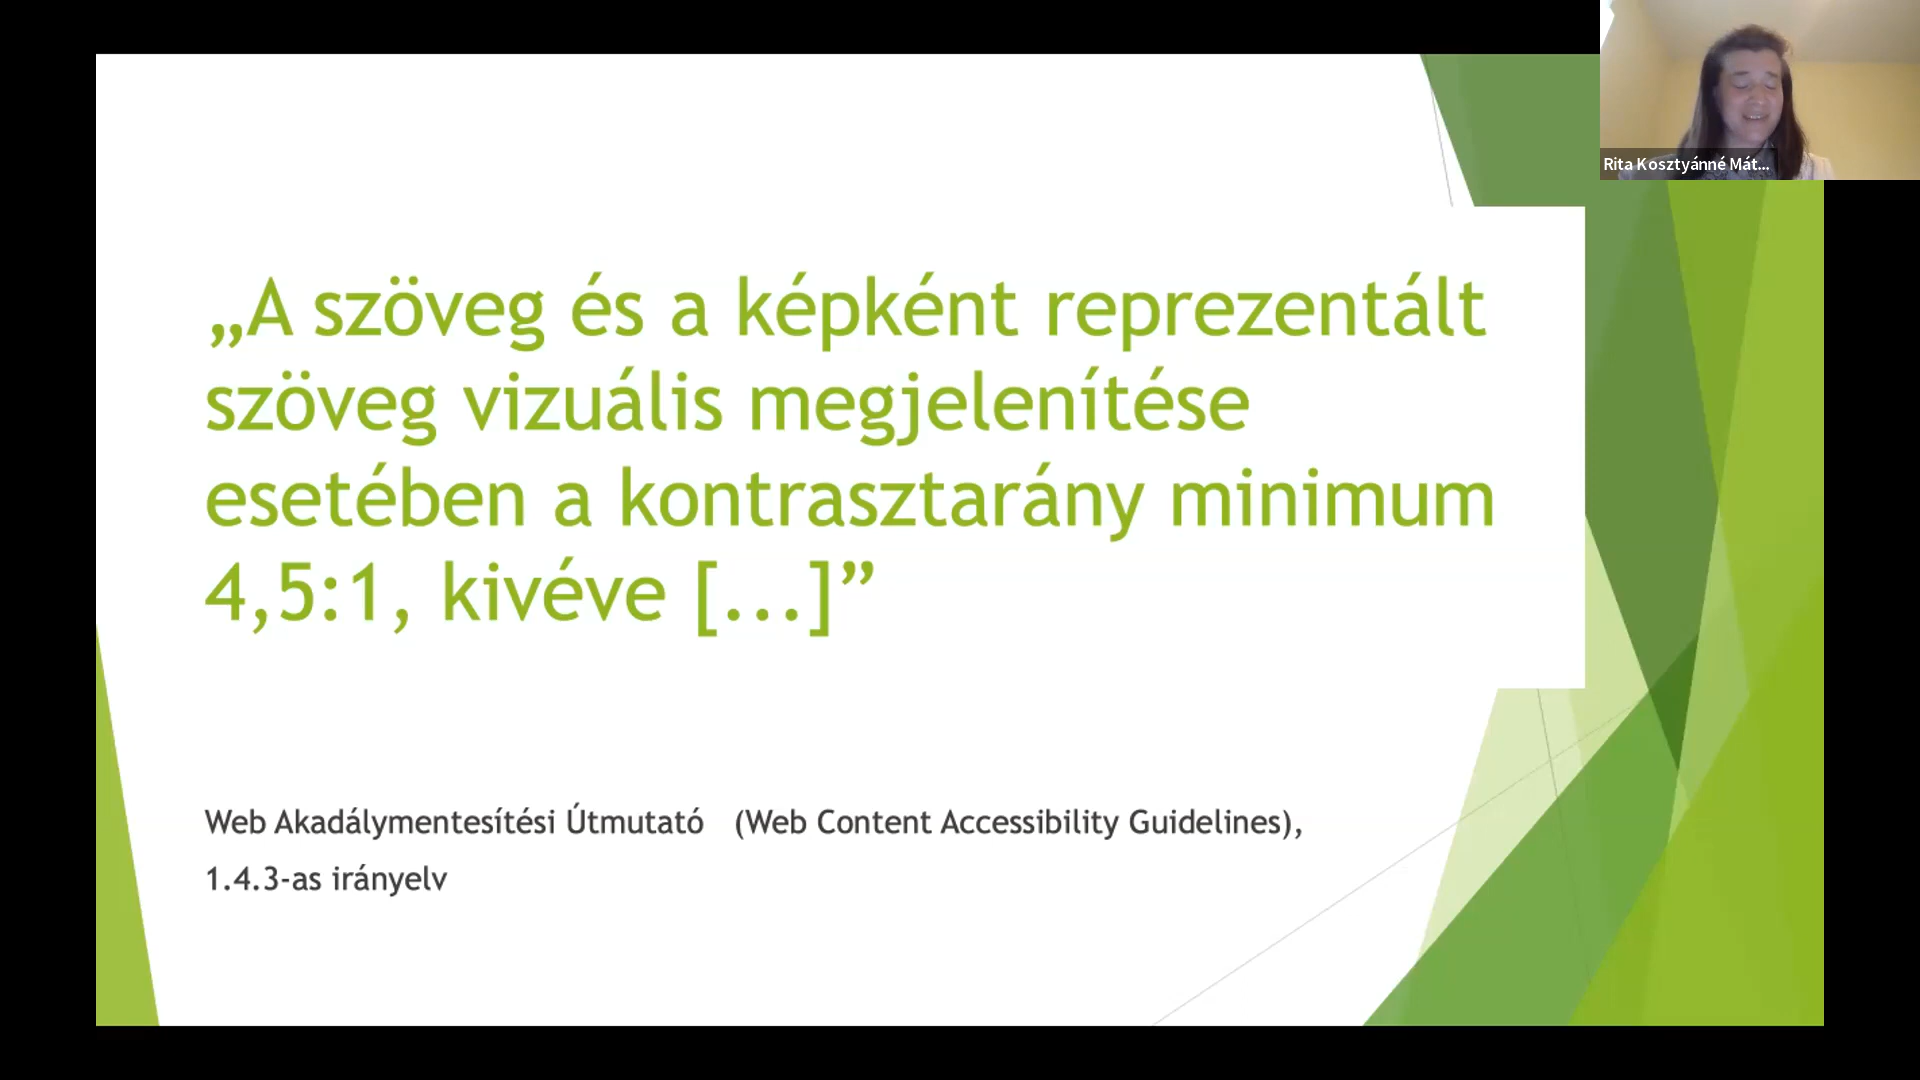 „A szöveg és a képként reprezentált
szöveg vizuális megjelenítése
esetében a kontrasztarány minimum
4,5:1, kivéve [...]”
Web Akadálymentesítési Útmutató (Web Content Accessibility Guidelines),
1.4.3-as irányelv
Rita Kosztyánné Mát...